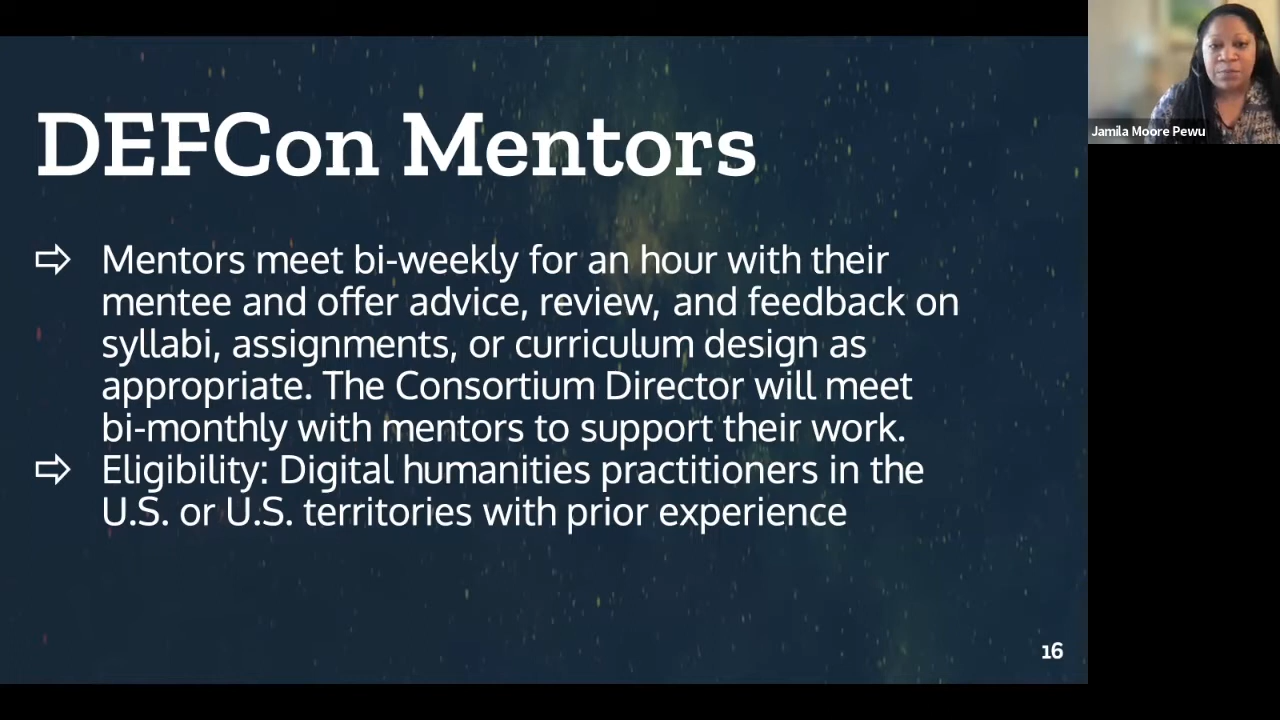 DEFCon Mentors
⇨ Mentors meet bi-weekly for an hour with their
mentee and offer advice, review, and feedback on
syllabi, assignments, or curriculum design as
appropriate. The Consortium Director will meet
bi-monthly with mentors to support their work.
⇨ Eligibility: Digital humanities practitioners in the
U.S. or U.S. territories with prior experience
16
Jamila Moore Pewu